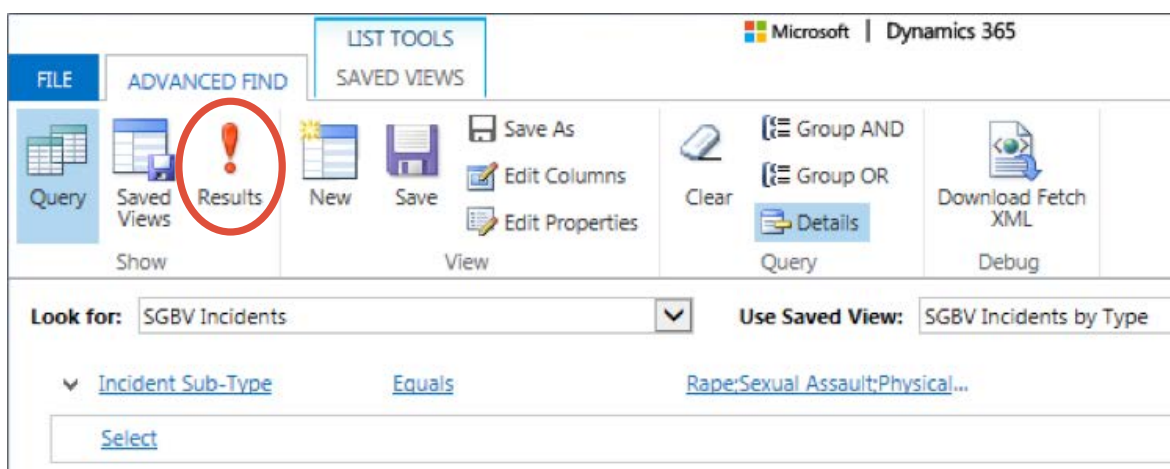 LIST TOOLS
Microsoft | Dynamics 365
FILE
ADVANCED FIND
SAVED VIEWS
Query
Saved
Views
Results
New
Save
Save As
Edit Columns
Edit Properties
Clear
Group AND
Group OR
Details
Download Fetch
XML
Show
View
Query
Debug
Look for:
SGBV Incidents
Use Saved View:
SGBV Incidents by Type
Incident Sub-Type
Equals
Rape;Sexual Assault;Physical...
Select